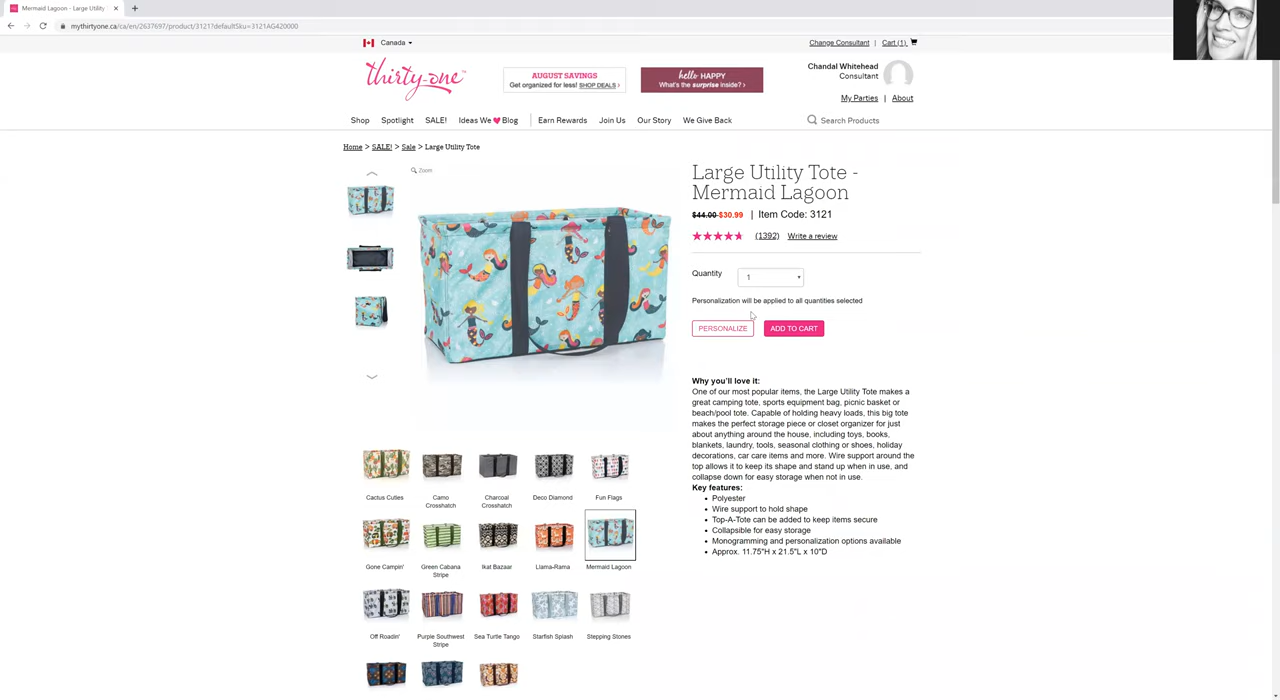 Mermaid Lagoon - Large Utility
mythirtyone.ca/ca/en/2637697/product/3121?defaultSku=3121AG420000
Canada
Change Consultant | Cart (1)
thirty-one
AUGUST SAVINGS
Get organized for less! SHOP DEALS ›
hello HAPPY
What's the surprise inside? ›
Chandal Whitehead
Consultant
My Parties | About
Shop Spotlight SALE! Ideas We Blog Earn Rewards Join Us Our Story We Give Back Search Products
Home > SALE! > Sale > Large Utility Tote
Zoom
Large Utility Tote -
Mermaid Lagoon
$44.00 $30.99 | Item Code: 3121
(1392) Write a review
Quantity 1
Personalization will be applied to all quantities selected
PERSONALIZE ADD TO CART
Why you'll love it:
One of our most popular items, the Large Utility Tote makes a
great camping tote, sports equipment bag, picnic basket or
beach/pool tote. Capable of holding heavy loads, this big tote
makes the perfect storage piece or closet organizer for just
about anything around the house, including toys, books,
blankets, laundry, tools, seasonal clothing or shoes, holiday
decorations, car care items and more. Wire support around the
top allows it to keep its shape and stand up when in use, and
collapse down for easy storage when not in use.
Key features:
• Polyester
• Wire support to hold shape
• Top-A-Tote can be added to keep items secure
• Collapsible for easy storage
• Monogramming and personalization options available
• Approx. 11.75"H x 21.5"L x 10"D
Cactus Cuties
Camo
Crosshatch
Charcoal
Crosshatch
Deco Diamond
Fun Flags
Gone Campin'
Green Cabana
Stripe
Ikat Bazaar
Llama-Rama
Mermaid Lagoon
Off Roadin'
Purple Southwest
Stripe
Sea Turtle Tango
Starfish Splash
Stepping Stones